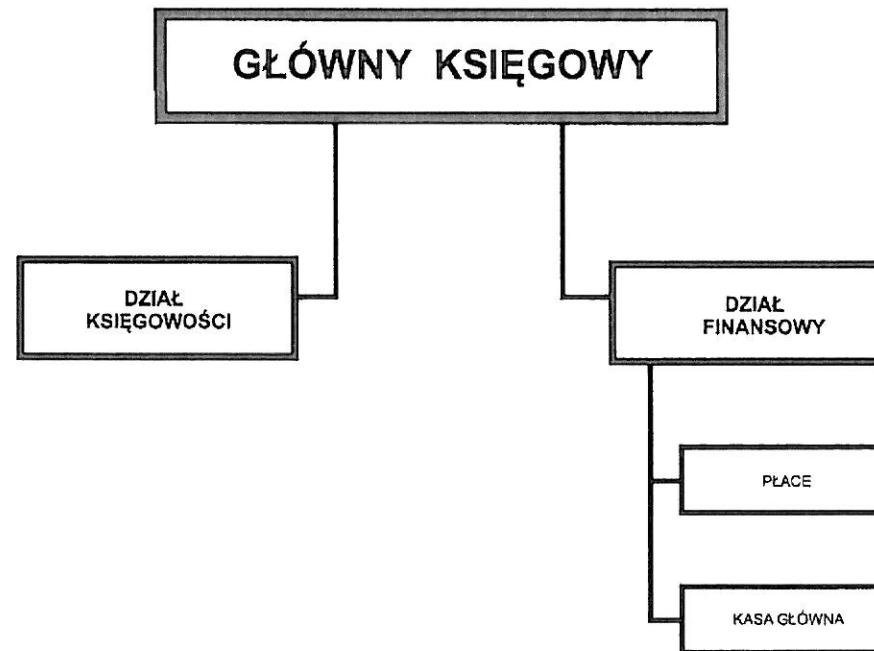 GŁÓWNY KSIĘGOWY
DZIAŁ
KSIĘGOWOŚCI
DZIAŁ
FINANSOWY
PŁACE
KASA GŁÓWNA